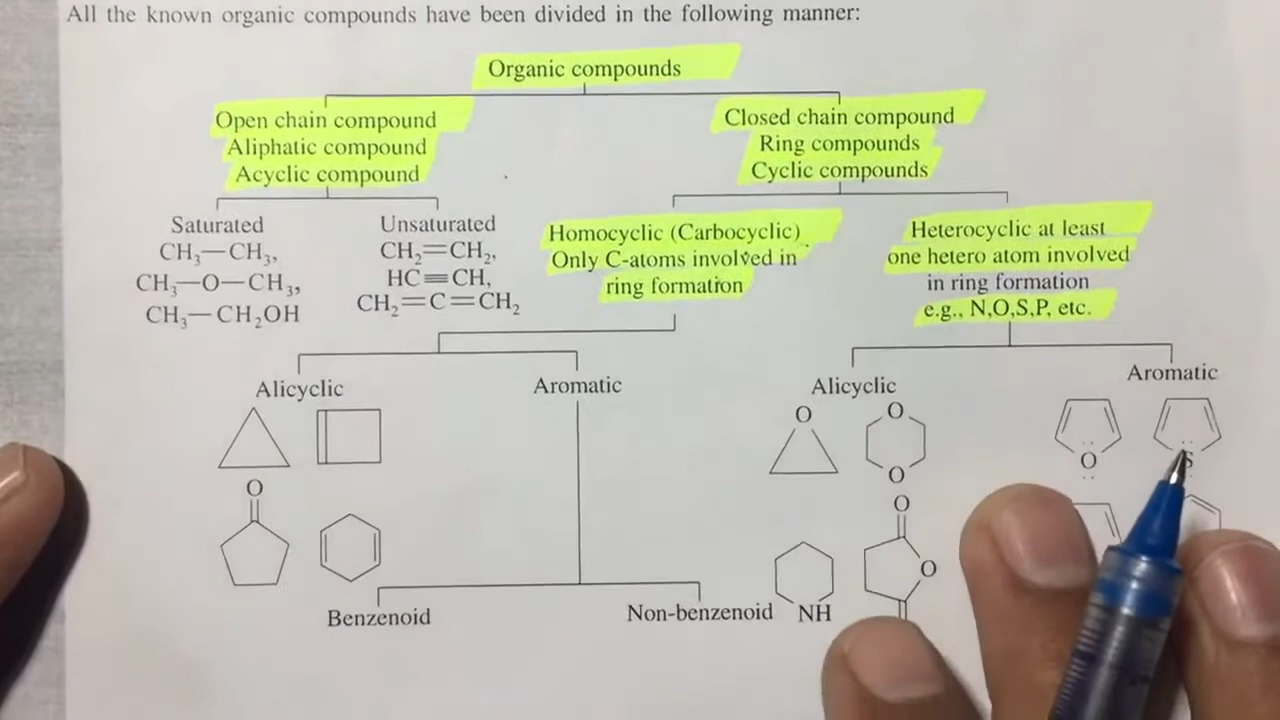 All the known organic compounds have been divided in the following manner:
Organic compounds
Open chain compound
Aliphatic compound
Acyclic compound
Closed chain compound
Ring compounds
Cyclic compounds
Saturated
CH₃—CH₃,
CH₃—O—CH₃,
CH₃—CH₂OH
Unsaturated
CH₂=CH₂,
HC≡CH,
CH₂=C=CH₂
Homocyclic (Carbocyclic)
Only C-atoms involved in
ring formation
Heterocyclic at least
one hetero atom involved
in ring formation
e.g., N,O,S,P, etc.
Alicyclic
O
Aromatic
Benzenoid
Non-benzenoid
Alicyclic
O
O
O
NH
O
O
Aromatic
O
S